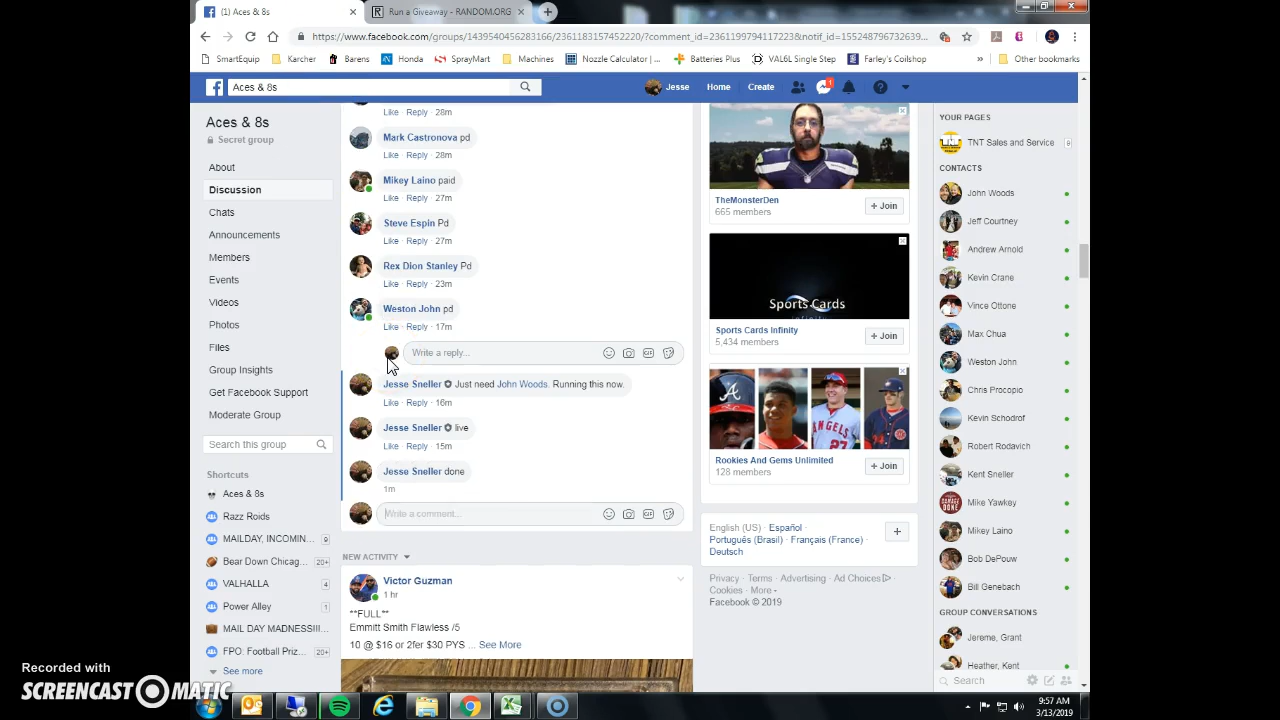 (1) Aces & 8s
Run a Giveaway - RANDOM.ORG
https://www.facebook.com/groups/1439540456283166/2361183157452220/?comment_id=2361199794117223&notif_id=155248796732639...
SmartEquip Karcher Barens Honda SprayMart Machines Nozzle Calculator |... Batteries Plus VAL6L Single Step Farley's Coilshop » Other bookmarks
Aces & 8s
Jesse Home Create
1
Aces & 8s
Secret group
About
Discussion
Chats
Announcements
Members
Events
Videos
Photos
Files
Group Insights
Get Facebook Support
Moderate Group
Search this group
Shortcuts
Aces & 8s
Razz Roids
MAILDAY, INCOMIN... 9
Bear Down Chicag... 20+
VALHALLA 4
Power Alley 1
MAIL DAY MADNESS!!!...
FPO: Football Priz... 20+
See more
Like · Reply · 28m
Mark Castronova pd
Like · Reply · 28m
Mikey Laino paid
Like · Reply · 27m
Steve Espin Pd
Like · Reply · 27m
Rex Dion Stanley Pd
Like · Reply · 23m
Weston John pd
Like · Reply · 17m
Write a reply...
Jesse Sneller Just need John Woods. Running this now.
Like · Reply · 16m
Jesse Sneller live
Like · Reply · 15m
Jesse Sneller done
1m
Write a comment...
NEW ACTIVITY
Victor Guzman
1 hr
**FULL**
Emmitt Smith Flawless /5
10 @ $16 or 2fer $30 PYS ... See More
TheMonsterDen
665 members
+ Join
Sports Cards
Sports Cards Infinity
5,434 members
+ Join
Rookies And Gems Unlimited
128 members
+ Join
English (US) · Español ·
Português (Brasil) · Français (France) ·
Deutsch
Privacy · Terms · Advertising · Ad Choices
Cookies · More
Facebook © 2019
YOUR PAGES
TNT Sales and Service 9
CONTACTS
John Woods
Jeff Courtney
Andrew Arnold
Kevin Crane
Vince Ottone
Max Chua
Weston John
Chris Procopio
Kevin Schodrof
Robert Rodavich
Kent Sneller
Mike Yawkey
Mikey Laino
Bob DePouw
Bill Genebach
GROUP CONVERSATIONS
Jereme, Grant
Heather, Kent
Search
Recorded with
SCREENCAST MATIC
9:57 AM
3/13/2019